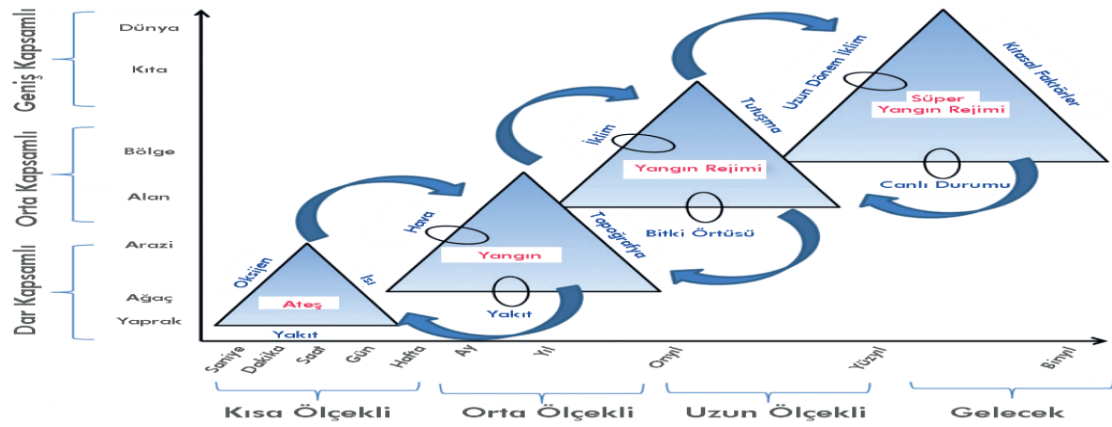 Geniş Kapsamlı
Dünya
Kıta
Orta Kapsamlı
Bölge
Alan
Dar Kapsamlı
Arazi
Ağaç
Yaprak
Oksijen
Isı
Ateş
Yakıt
Hava
Topoğrafya
Yangın
Yakıt
İklim
Tutuşma
Yangın Rejimi
Bitki Örtüsü
Uzun Dönem İklim
Kıtasal Faktörler
Süper
Yangın Rejimi
Canlı Durumu
Saniye
Dakika
Saat
Gün
Hafta
Ay
Yıl
Onyıl
Yüzyıl
Binyıl
Kısa Ölçekli
Orta Ölçekli
Uzun Ölçekli
Gelecek